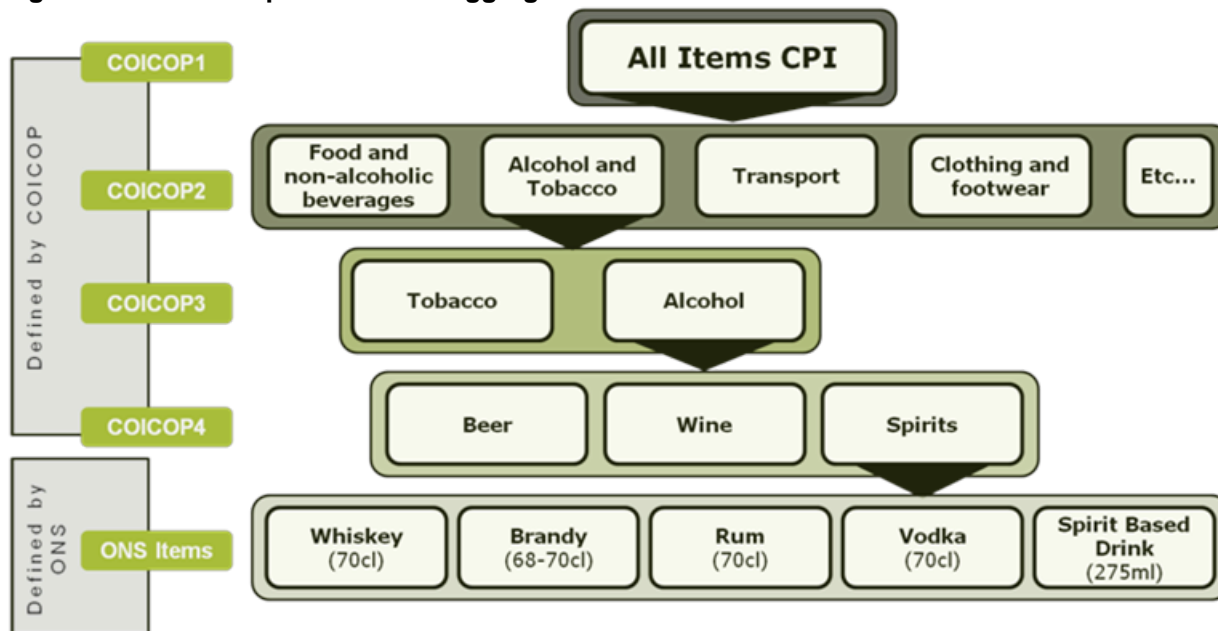 COICOP1
All Items CPI
Defined by COICOP
COICOP2
Food and
non-alcoholic
beverages
Alcohol and
Tobacco
Transport
Clothing and
footwear
Etc...
COICOP3
Tobacco
Alcohol
COICOP4
Beer
Wine
Spirits
Defined by
ONS
ONS Items
Whiskey
(70cl)
Brandy
(68-70cl)
Rum
(70cl)
Vodka
(70cl)
Spirit Based
Drink
(275ml)